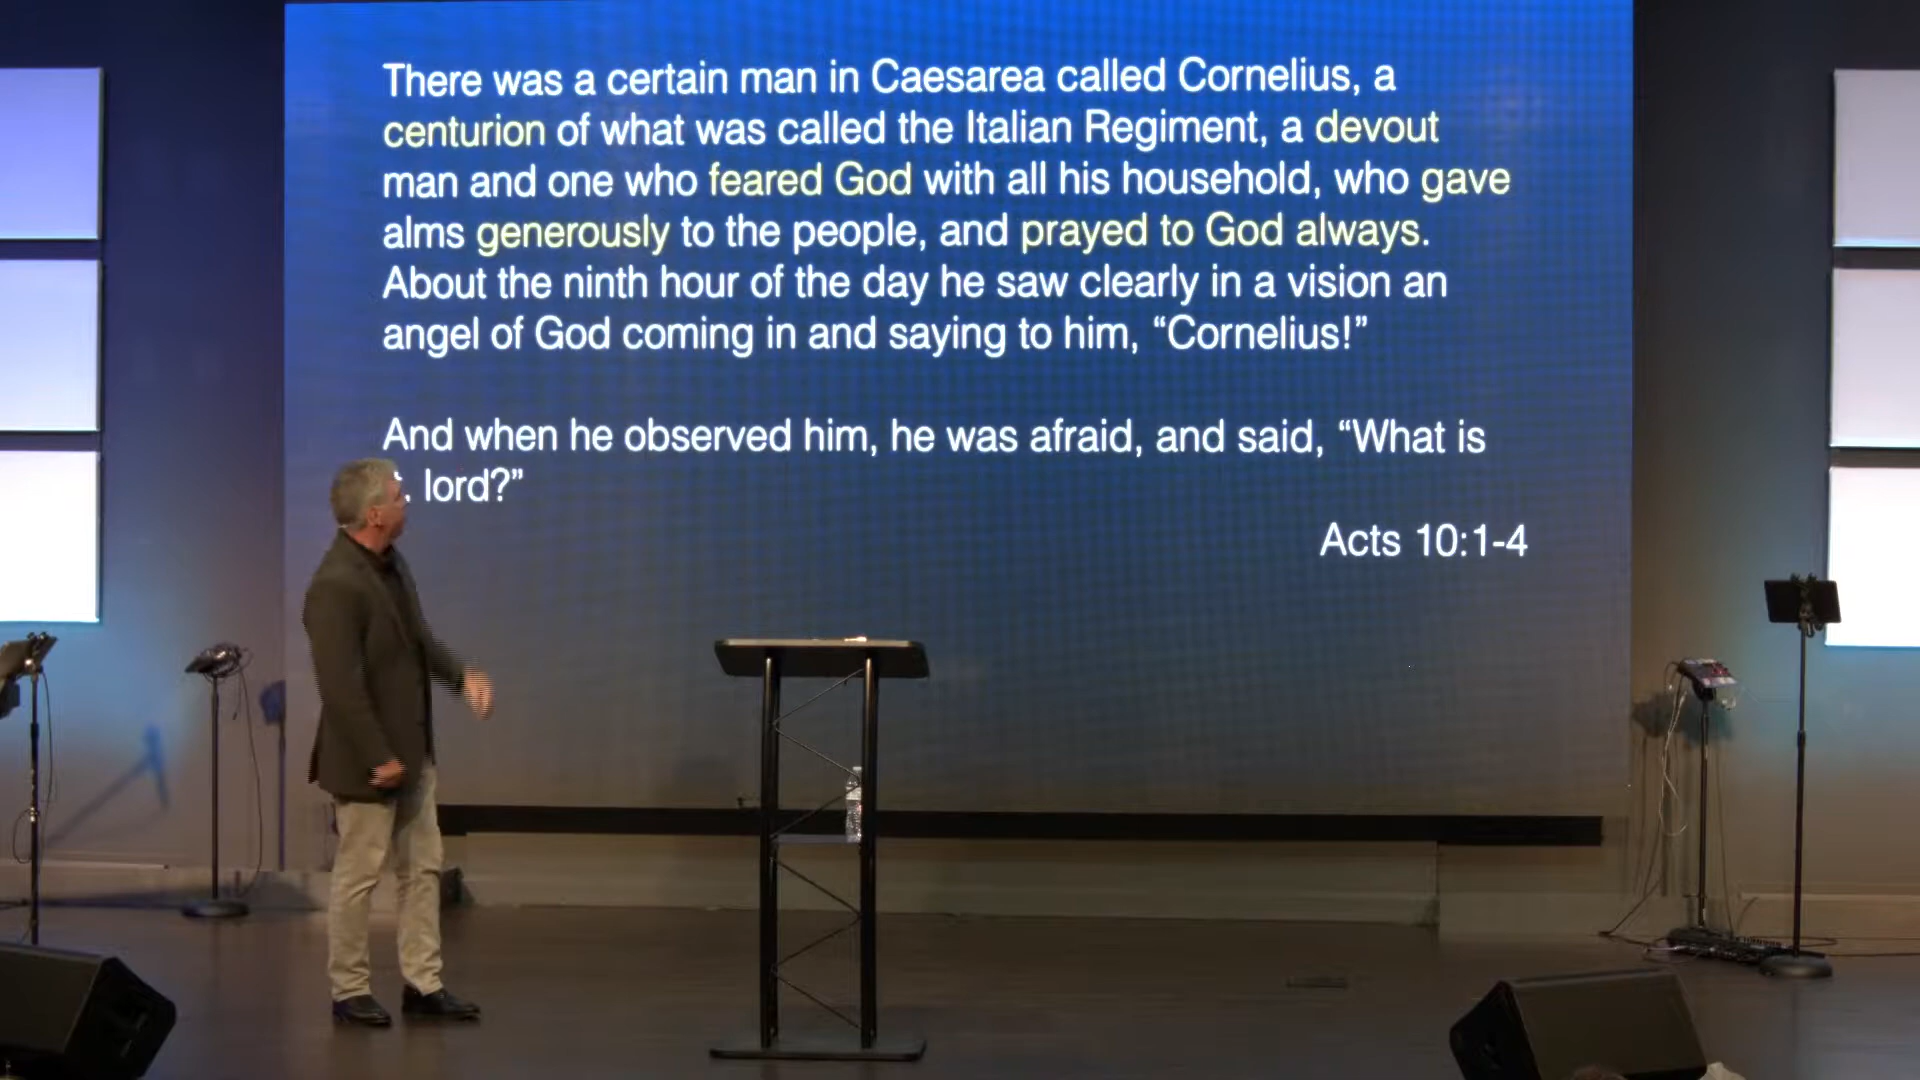 There was a certain man in Caesarea called Cornelius, a
centurion of what was called the Italian Regiment, a devout
man and one who feared God with all his household, who gave
alms generously to the people, and prayed to God always.
About the ninth hour of the day he saw clearly in a vision an
angel of God coming in and saying to him, “Cornelius!”
And when he observed him, he was afraid, and said, “What is
, lord?”
Acts 10:1-4